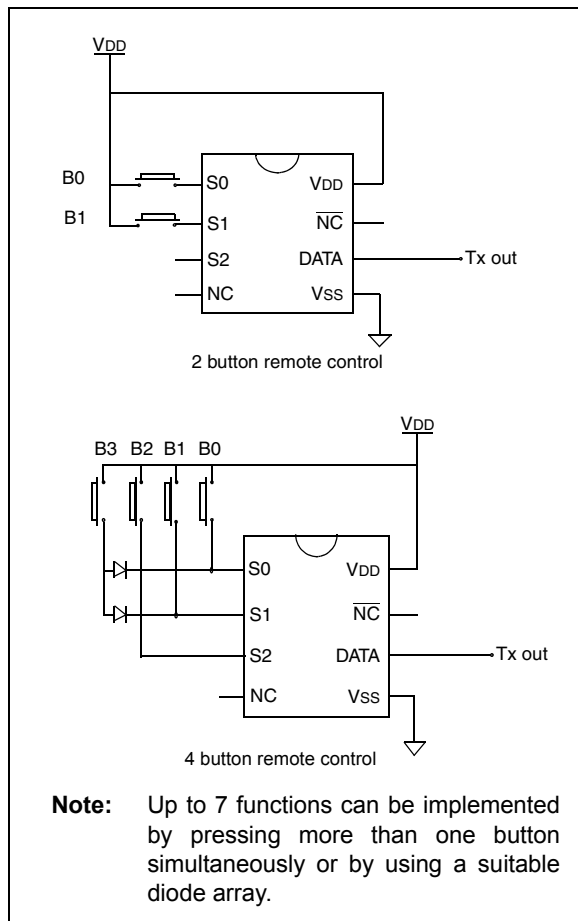 VDD
B0
B1
S0
S1
S2
NC
VDD
NC
DATA
VSS
Tx out
2 button remote control
VDD
B3 B2 B1 B0
S0
S1
S2
NC
VDD
NC
DATA
VSS
Tx out
4 button remote control
Note: Up to 7 functions can be implemented
by pressing more than one button
simultaneously or by using a suitable
diode array.